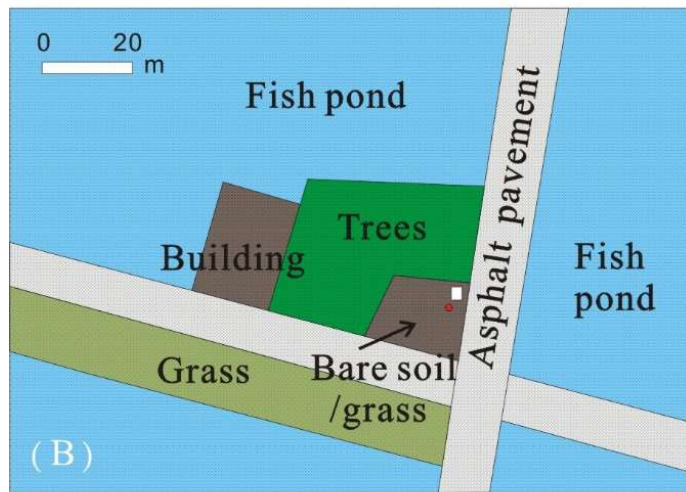 0 20
m
Fish pond
Asphalt pavement
Trees
Building
Fish
pond
Grass
Bare soil
/grass
(B)